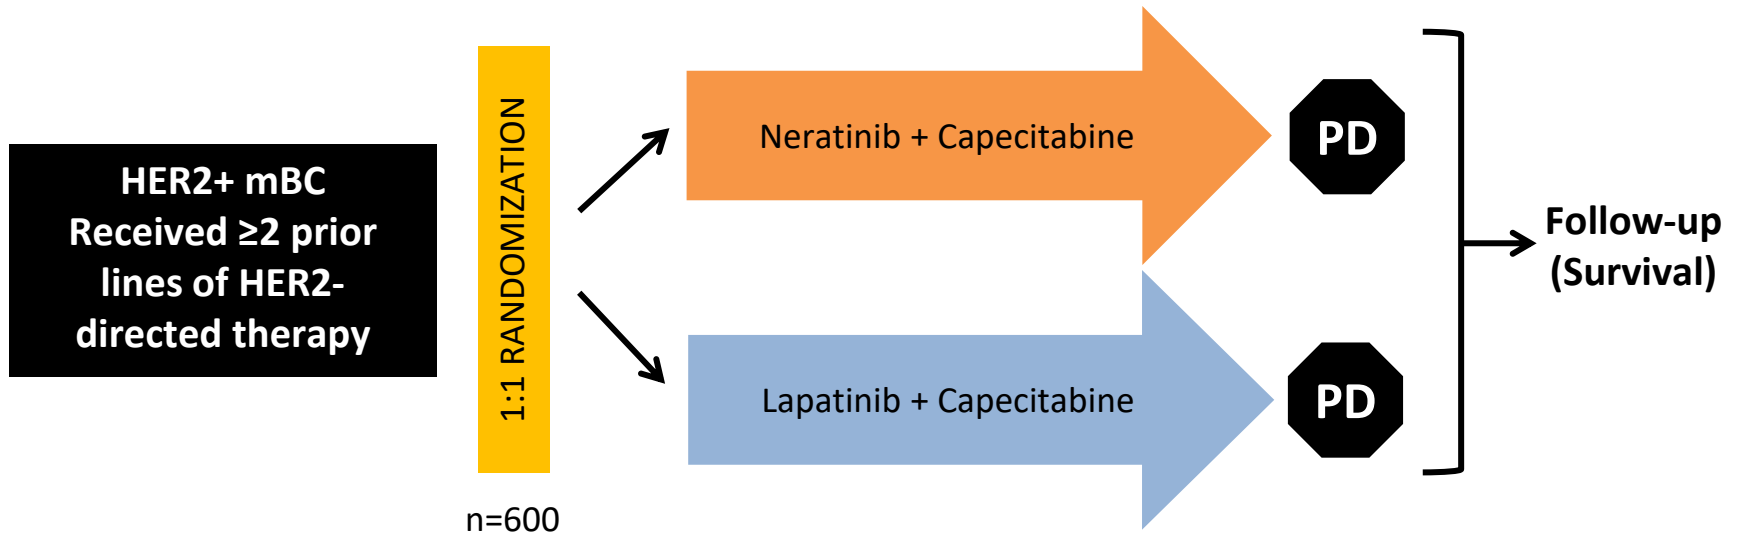 HER2+ mBC
Received ≥2 prior
lines of HER2-
directed therapy
1:1 RANDOMIZATION
n=600
Neratinib + Capecitabine
PD
Lapatinib + Capecitabine
PD
Follow-up
(Survival)